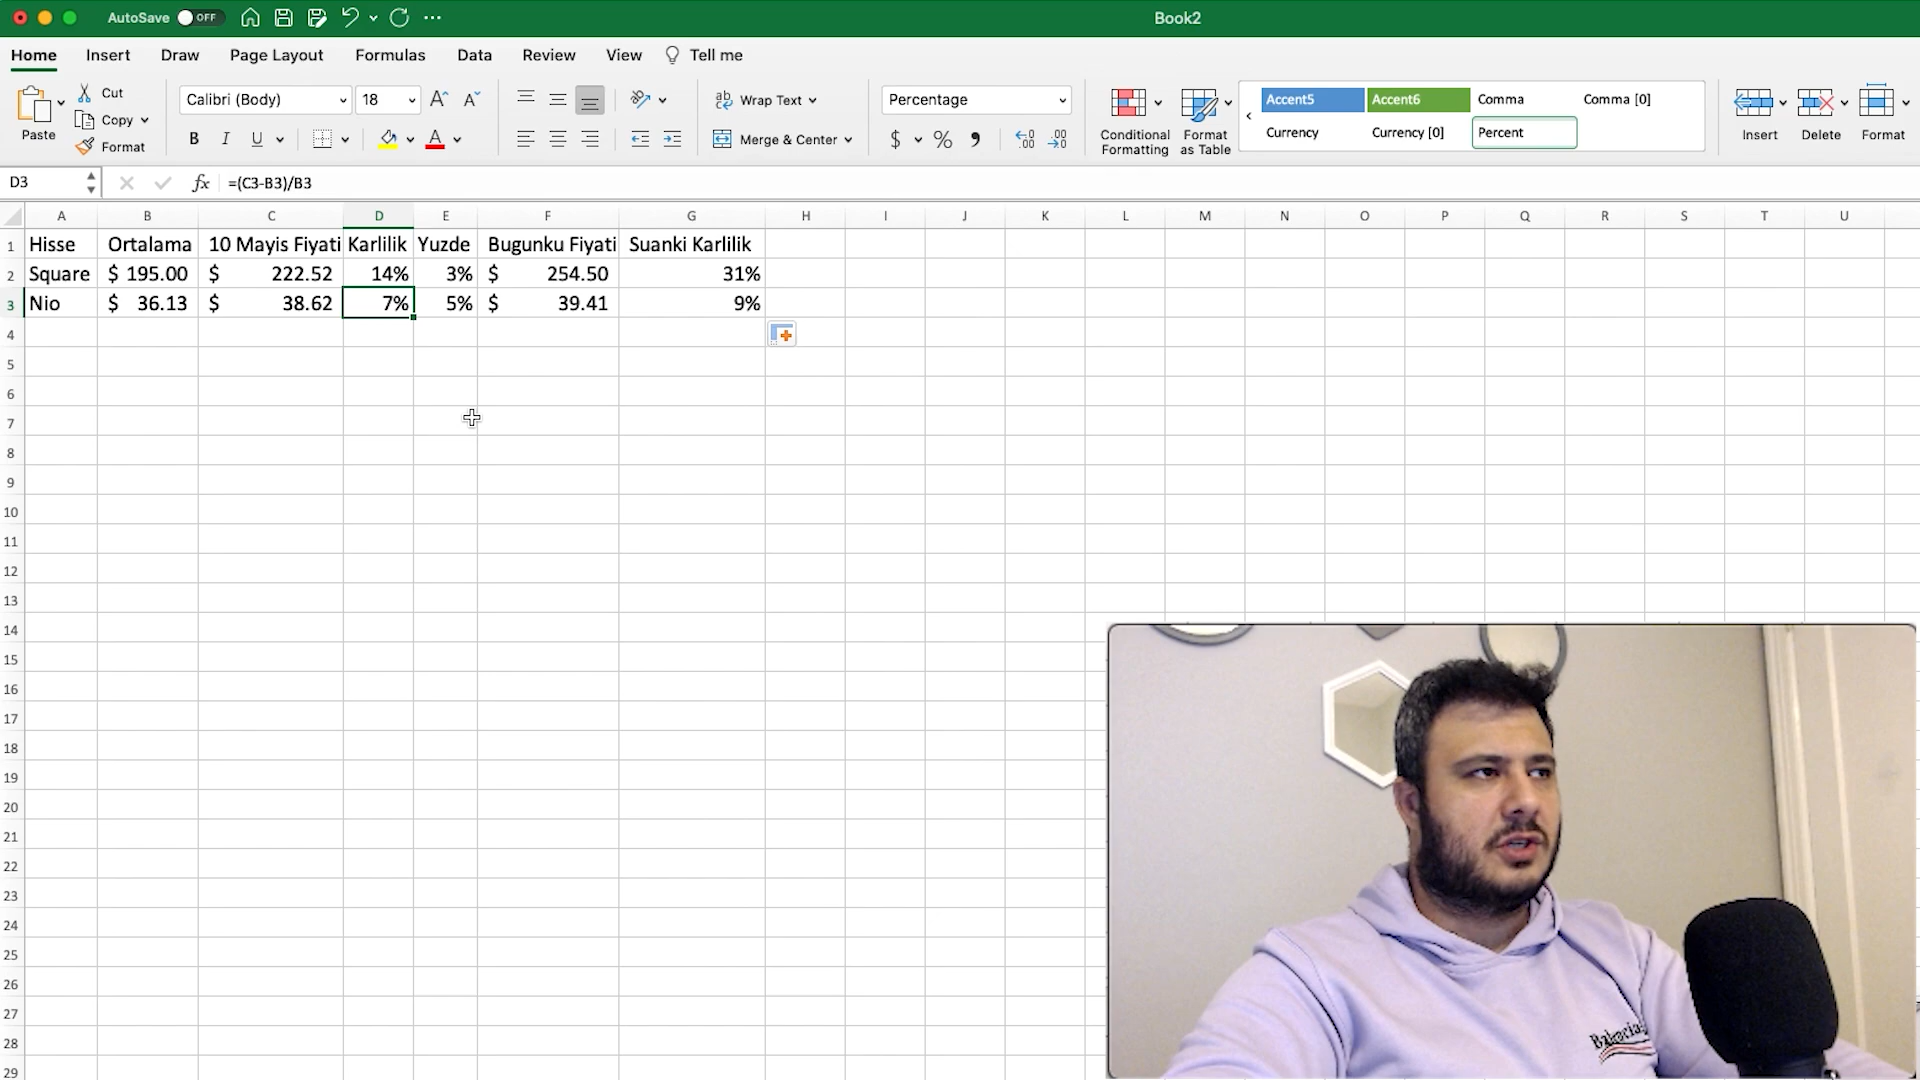 AutoSave OFF Book2
Home Insert Draw Page Layout Formulas Data Review View Tell me
Paste Cut Copy Format
Calibri (Body) 18 A^ Aˇ
B I U A
ab Wrap Text
Merge & Center
Percentage
$ % 9
Conditional Formatting
Format as Table
Accent5 Accent6 Comma Comma [0]
Currency Currency [0] Percent
Insert Delete Format
D3 fx =(C3-B3)/B3
A B C D E F G H I J K L M N O P Q R S T U
1 Hisse Ortalama 10 Mayis Fiyati Karlilik Yuzde Bugunku Fiyati Suanki Karlilik
2 Square $ 195.00 $ 222.52 14% 3% $ 254.50 31%
3 Nio $ 36.13 $ 38.62 7% 5% $ 39.41 9%
4
5
6
7
8
9
10
11
12
13
14
15
16
17
18
19
20
21
22
23
24
25
26
27
28
29